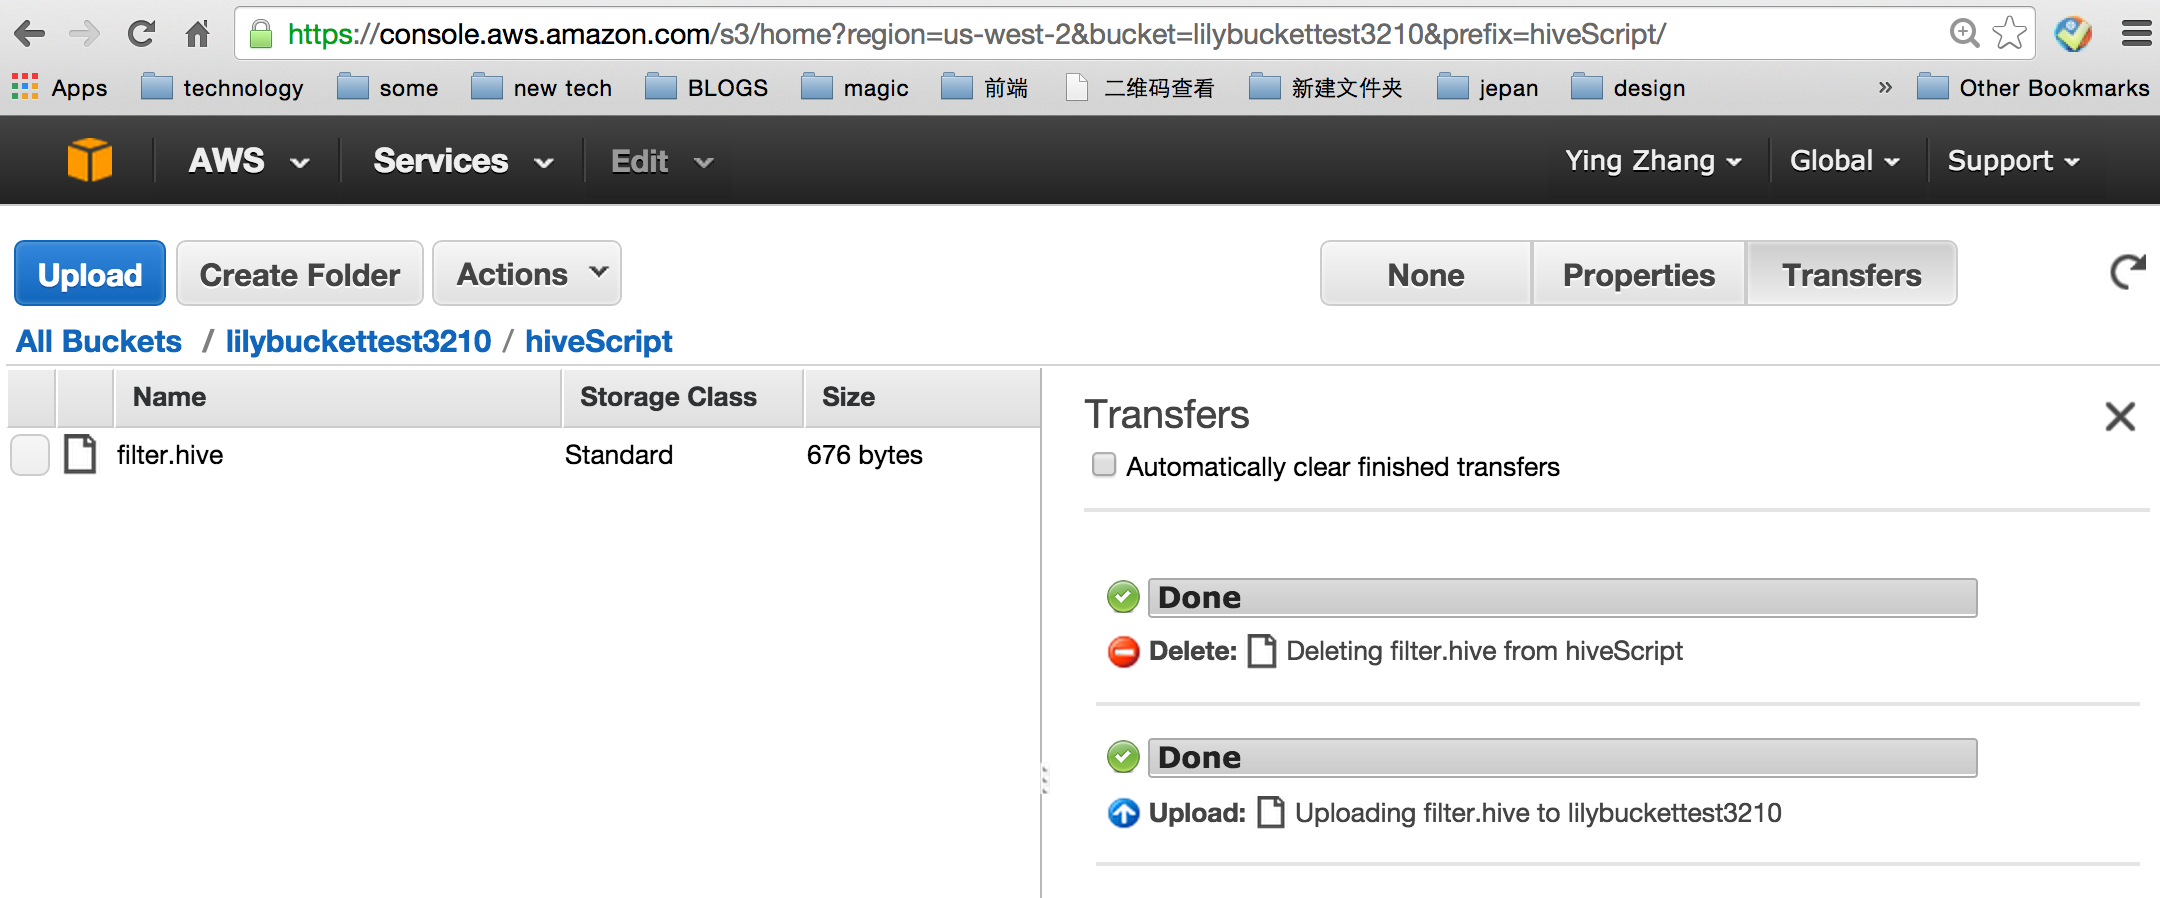 https://console.aws.amazon.com/s3/home?region=us-west-2&bucket=lilybuckettest3210&prefix=hiveScript/
Apps technology some new tech BLOGS magic 前端 二维码查看 新建文件夹 jepan design » Other Bookmarks
AWS Services Edit Ying Zhang Global Support
Upload Create Folder Actions None Properties Transfers
All Buckets / lilybuckettest3210 / hiveScript
Name Storage Class Size
filter.hive Standard 676 bytes
Transfers
Automatically clear finished transfers
Done
Delete: Deleting filter.hive from hiveScript
Done
Upload: Uploading filter.hive to lilybuckettest3210